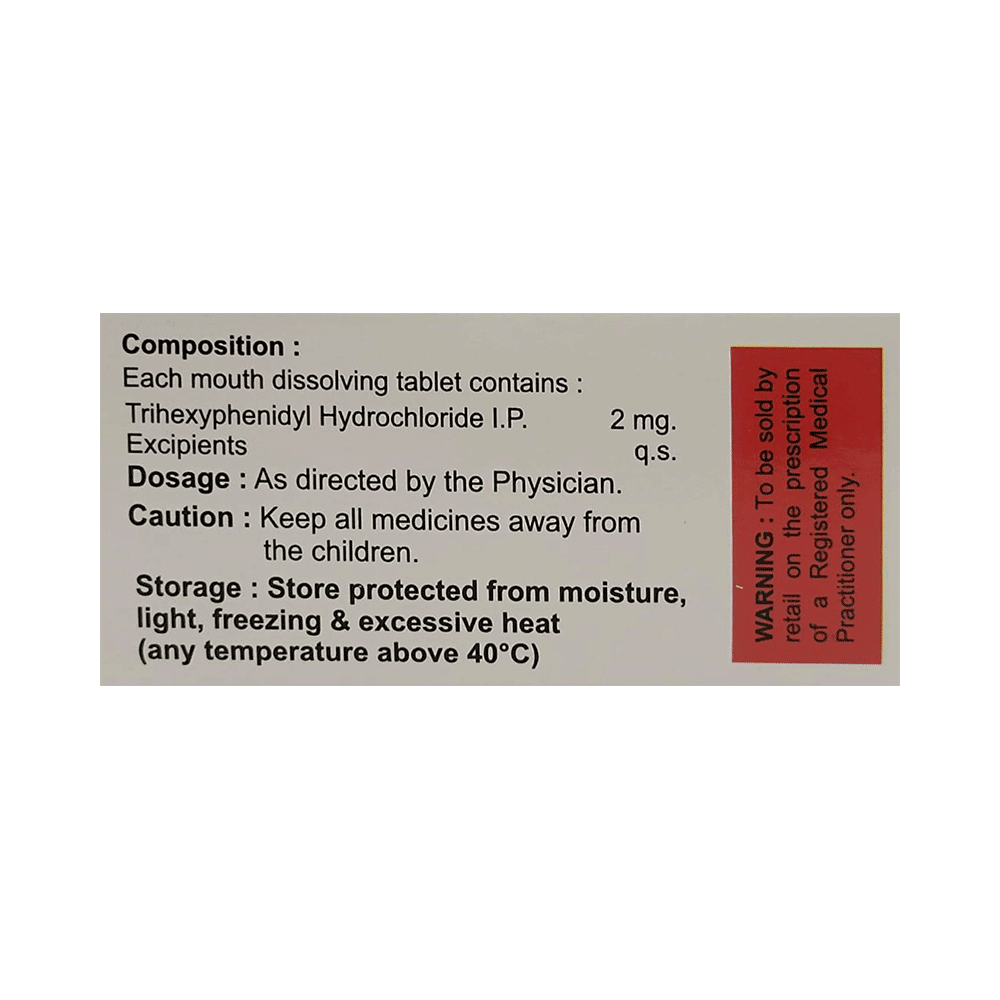 Composition :
Each mouth dissolving tablet contains :
Trihexyphenidyl Hydrochloride I.P. 2 mg.
Excipients q.s.
Dosage : As directed by the Physician.
Caution : Keep all medicines away from
the children.
Storage : Store protected from moisture,
light, freezing & excessive heat
(any temperature above 40°C)
WARNING : To be sold by
retail on the prescription
of a Registered Medical
Practitioner only.